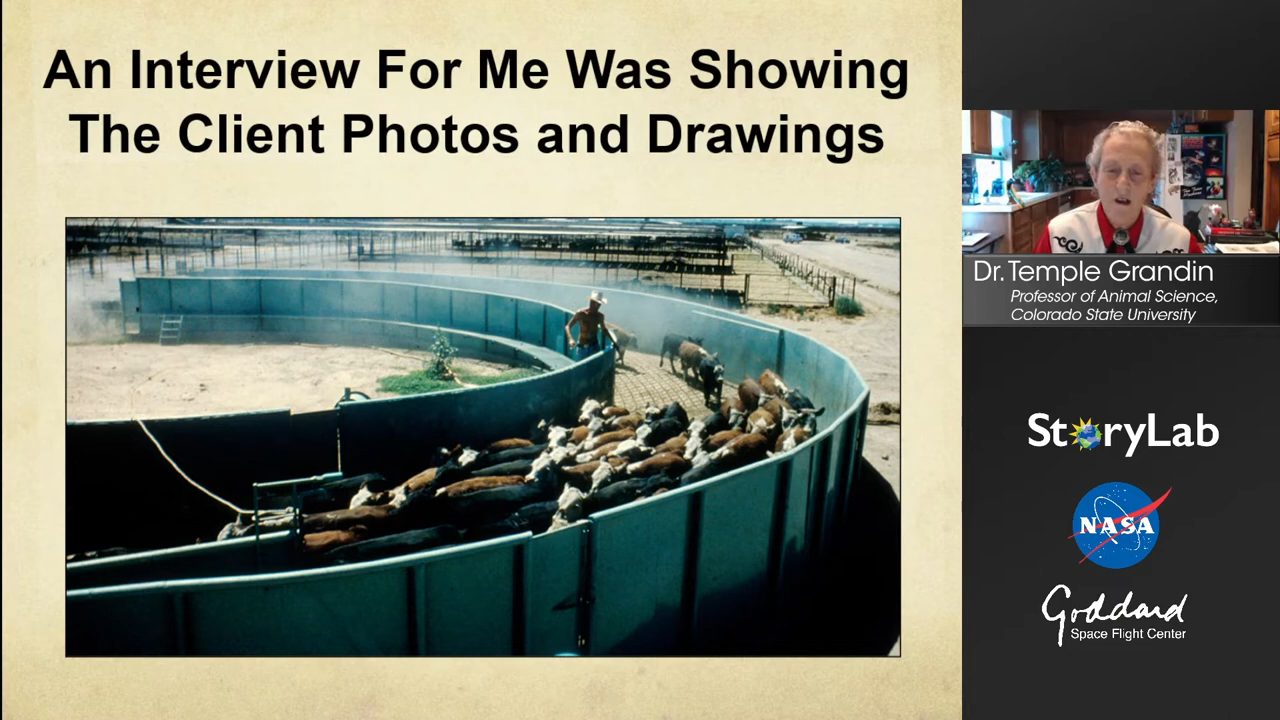 An Interview For Me Was Showing
The Client Photos and Drawings
Dr. Temple Grandin
Professor of Animal Science,
Colorado State University
StoryLab
NASA
Goddard
Space Flight Center